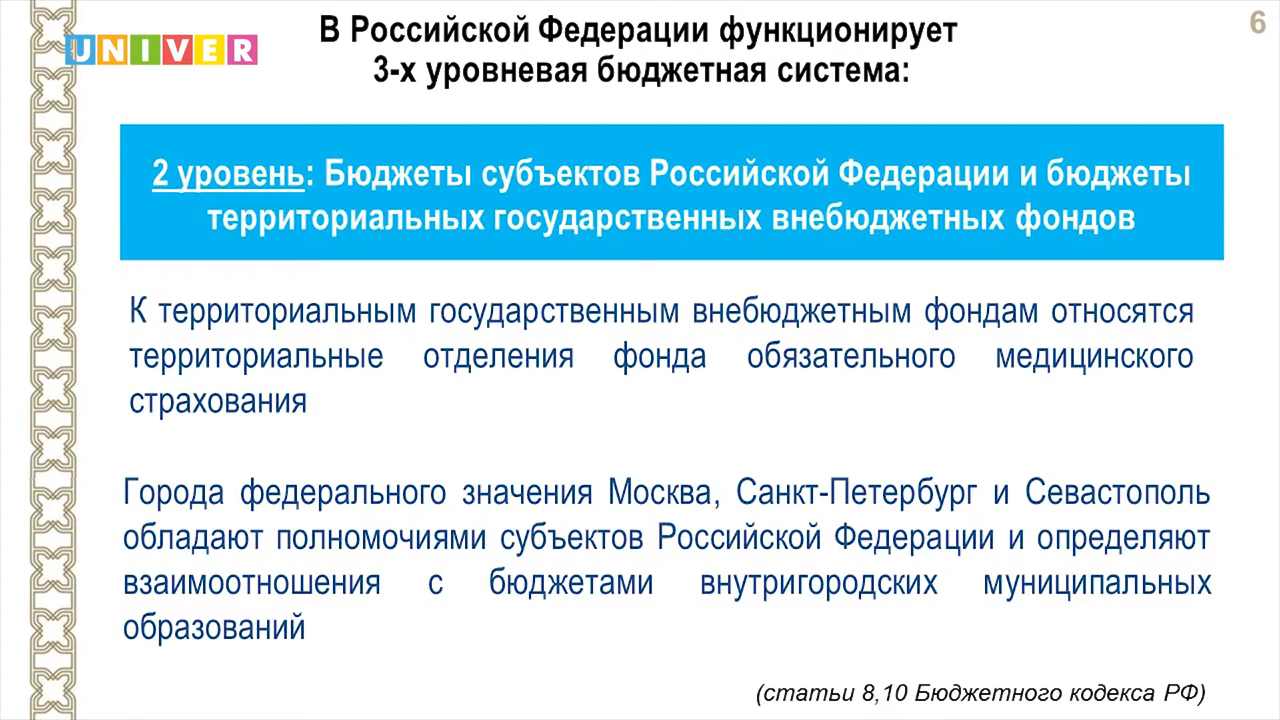 В Российской Федерации функционирует
6
UNIVER
3-х уровневая бюджетная система:
2 уровень: Бюджеты субъектов Российской Федерации и бюджеты
территориальных государственных внебюджетных фондов
К территориальным государственным внебюджетным фондам относятся
территориальные отделения фонда обязательного медицинского
страхования
Города федерального значения Москва, Санкт-Петербург и Севастополь
обладают полномочиями субъектов Российской Федерации и определяют
взаимоотношения с бюджетами внутригородских муниципальных
образований
(статьи 8,10 Бюджетного кодекса РФ)